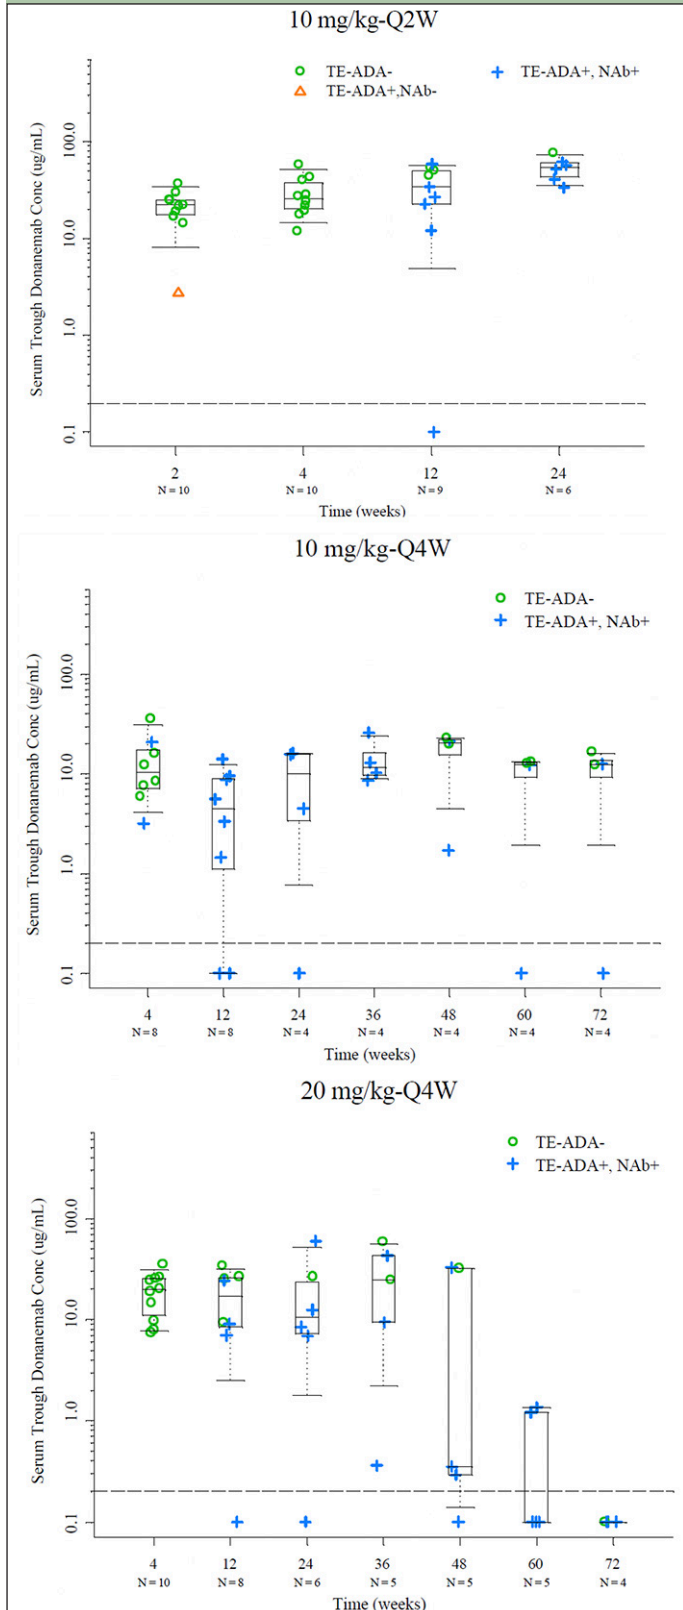 10 mg/kg-Q2W
TE-ADA-
TE-ADA+, NAb+
TE-ADA+,NAb-
Serum Trough Donanemab Conc (ug/mL)
100.0
10.0
1.0
0.1
2 4 12 24
N = 10 N = 10 N = 9 N = 6
Time (weeks)
10 mg/kg-Q4W
TE-ADA-
TE-ADA+, NAb+
Serum Trough Donanemab Conc (ug/mL)
100.0
10.0
1.0
0.1
4 12 24 36 48 60 72
N = 8 N = 8 N = 4 N = 4 N = 4 N = 4 N = 4
Time (weeks)
20 mg/kg-Q4W
TE-ADA-
TE-ADA+, NAb+
Serum Trough Donanemab Conc (ug/mL)
100.0
10.0
1.0
0.1
4 12 24 36 48 60 72
N = 10 N = 8 N = 6 N = 5 N = 5 N = 5 N = 4
Time (weeks)